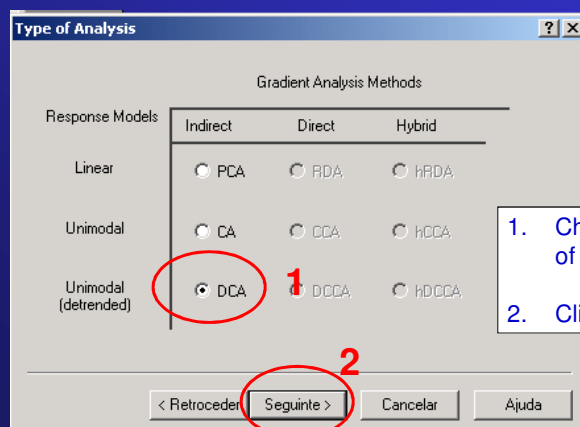 Type of Analysis
Gradient Analysis Methods
Response Models Indirect Direct Hybrid
Linear PCA RDA hRDA
Unimodal CA CCA hCCA
Unimodal
(detrended) DCA DCCA hDCCA
1
2
1.
of
2.
< Retroceder Seguinte > Cancelar Ajuda